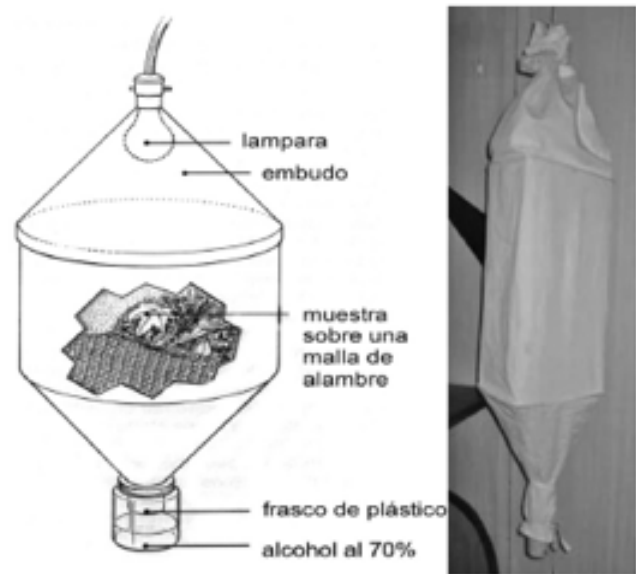 lampara
embudo
muestra
sobre una
malla de
alambre
frasco de plástico
alcohol al 70%